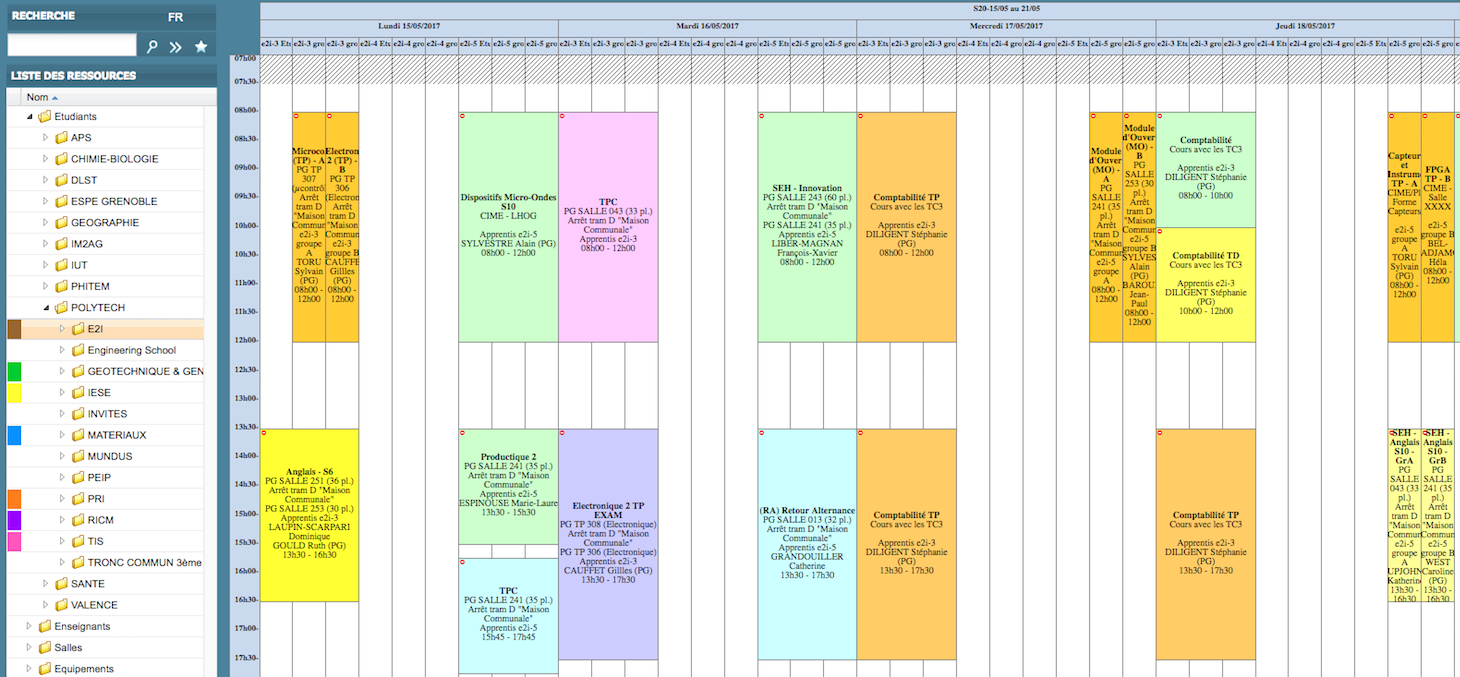 RECHERCHE FR
LISTE DES RESSOURCES
Nom
Etudiants
APS
CHIMIE-BIOLOGIE
DLST
ESPE GRENOBLE
GEOGRAPHIE
IM2AG
IUT
PHITEM
POLYTECH
E2I
Engineering School
GEOTECHNIQUE & GEN
IESE
INVITES
MATERIAUX
MUNDUS
PEIP
PRI
RICM
TIS
TRONC COMMUN 3ème
SANTE
VALENCE
Enseignants
Salles
Equipements
S20-15/05 au 21/05
Lundi 15/05/2017 Mardi 16/05/2017 Mercredi 17/05/2017 Jeudi 18/05/2017
e2i-3 Ets e2i-3 gro e2i-3 gro e2i-4 Ets e2i-4 gro e2i-4 gro e2i-5 Ets e2i-5 gro e2i-5 gro e2i-3 Ets e2i-3 gro e2i-3 gro e2i-4 Ets e2i-4 gro e2i-4 gro e2i-5 Ets e2i-5 gro e2i-5 gro e2i-3 Ets e2i-3 gro e2i-3 gro e2i-4 Ets e2i-4 gro e2i-4 gro e2i-5 Ets e2i-5 gro e2i-5 gro e2i-3 Ets e2i-3 gro e2i-3 gro e2i-4 Ets e2i-4 gro e2i-4 gro e2i-5 Ets e2i-5 gro e2i-5 gro
07h00
07h30
08h00
08h30
09h00
09h30
10h00
10h30
11h00
11h30
12h00
12h30
13h00
13h30
14h00
14h30
15h00
15h30
16h00
16h30
17h00
17h30
Microco
(TP) - A
PG TP
307
(µcontrôl
Arrêt
tram D
"Maison
Commun
e2i-3
groupe
A
TORU
Sylvain
(PG)
08h00 -
12h00
Electron
2 (TP) -
B
PG TP
306
(Electron
Arrêt
tram D
"Maison
Commun
e2i-3
groupe B
CAUFFE
Gillles
(PG)
08h00 -
12h00
Anglais - S6
PG SALLE 251 (36 pl.)
Arrêt tram D "Maison
Communale"
PG SALLE 253 (30 pl.)
Apprentis e2i-3
LAUPIN-SCARPARI
Dominique
GOULD Ruth (PG)
13h30 - 16h30
Dispositifs Micro-Ondes
S10
CIME - LHOG
Apprentis e2i-5
SYLVESTRE Alain (PG)
08h00 - 12h00
Productique 2
PG SALLE 241 (35 pl.)
Arrêt tram D "Maison
Communale"
Apprentis e2i-5
ESPINOUSE Marie-Laure
13h30 - 15h30
TPC
PG SALLE 241 (35 pl.)
Arrêt tram D "Maison
Communale"
Apprentis e2i-5
15h45 - 17h45
TPC
PG SALLE 043 (33 pl.)
Arrêt tram D "Maison
Communale"
Apprentis e2i-3
08h00 - 12h00
Electronique 2 TP
EXAM
PG TP 308 (Electronique)
Arrêt tram D "Maison
Communale"
PG TP 306 (Electronique)
Apprentis e2i-3
CAUFFET Gillles (PG)
13h30 - 17h30
SEH - Innovation
PG SALLE 243 (60 pl.)
Arrêt tram D "Maison
Communale"
PG SALLE 241 (35 pl.)
Apprentis e2i-5
LIBER-MAGNAN
François-Xavier
08h00 - 12h00
(RA) Retour Alternance
PG SALLE 013 (32 pl.)
Arrêt tram D "Maison
Communale"
Apprentis e2i-5
GRANDOUILLER
Catherine
13h30 - 17h30
Comptabilité TP
Cours avec les TC3
Apprentis e2i-3
DILIGENT Stéphanie
(PG)
08h00 - 12h00
Comptabilité TP
Cours avec les TC3
Apprentis e2i-3
DILIGENT Stéphanie
(PG)
13h30 - 17h30
Module
d'Ouver
(MO) -
A
PG
SALLE
241 (35
pl.)
Arrêt
tram D
"Maison
Commun
e2i-5
groupe
A
08h00 -
12h00
Module
d'Ouver
(MO) -
B
PG
SALLE
253 (30
pl.)
Arrêt
tram D
"Maison
Commun
e2i-5
groupe B
SYLVES
Alain
(PG)
BAROU
Jean-
Paul
08h00 -
12h00
Comptabilité
Cours avec les TC3
Apprentis e2i-3
DILIGENT Stéphanie
(PG)
08h00 - 10h00
Comptabilité TD
Cours avec les TC3
Apprentis e2i-3
DILIGENT Stéphanie
(PG)
10h00 - 12h00
Comptabilité TP
Cours avec les TC3
Apprentis e2i-3
DILIGENT Stéphanie
(PG)
13h30 - 17h30
Capteur
et
Instrum
TP - A
CIME/Pl
Forme
Capteurs
e2i-5
groupe
A
TORU
Sylvain
(PG)
08h00 -
12h00
FPGA
TP - B
CIME -
Salle
XXXX
e2i-5
groupe B
BEL-
ADJAM
Héla
08h00 -
12h00
SEH -
Anglais
S10 -
GrA
PG
SALLE
043 (33
pl.)
Arrêt
tram D
"Maison
Commun
e2i-5
groupe
A
UPJOHN
Katherin
13h30 -
16h30
SEH -
Anglais
S10 -
GrB
PG
SALLE
241 (35
pl.)
Arrêt
tram D
"Maison
Commun
e2i-5
groupe B
WEST
Caroline
(PG)
13h30 -
16h30